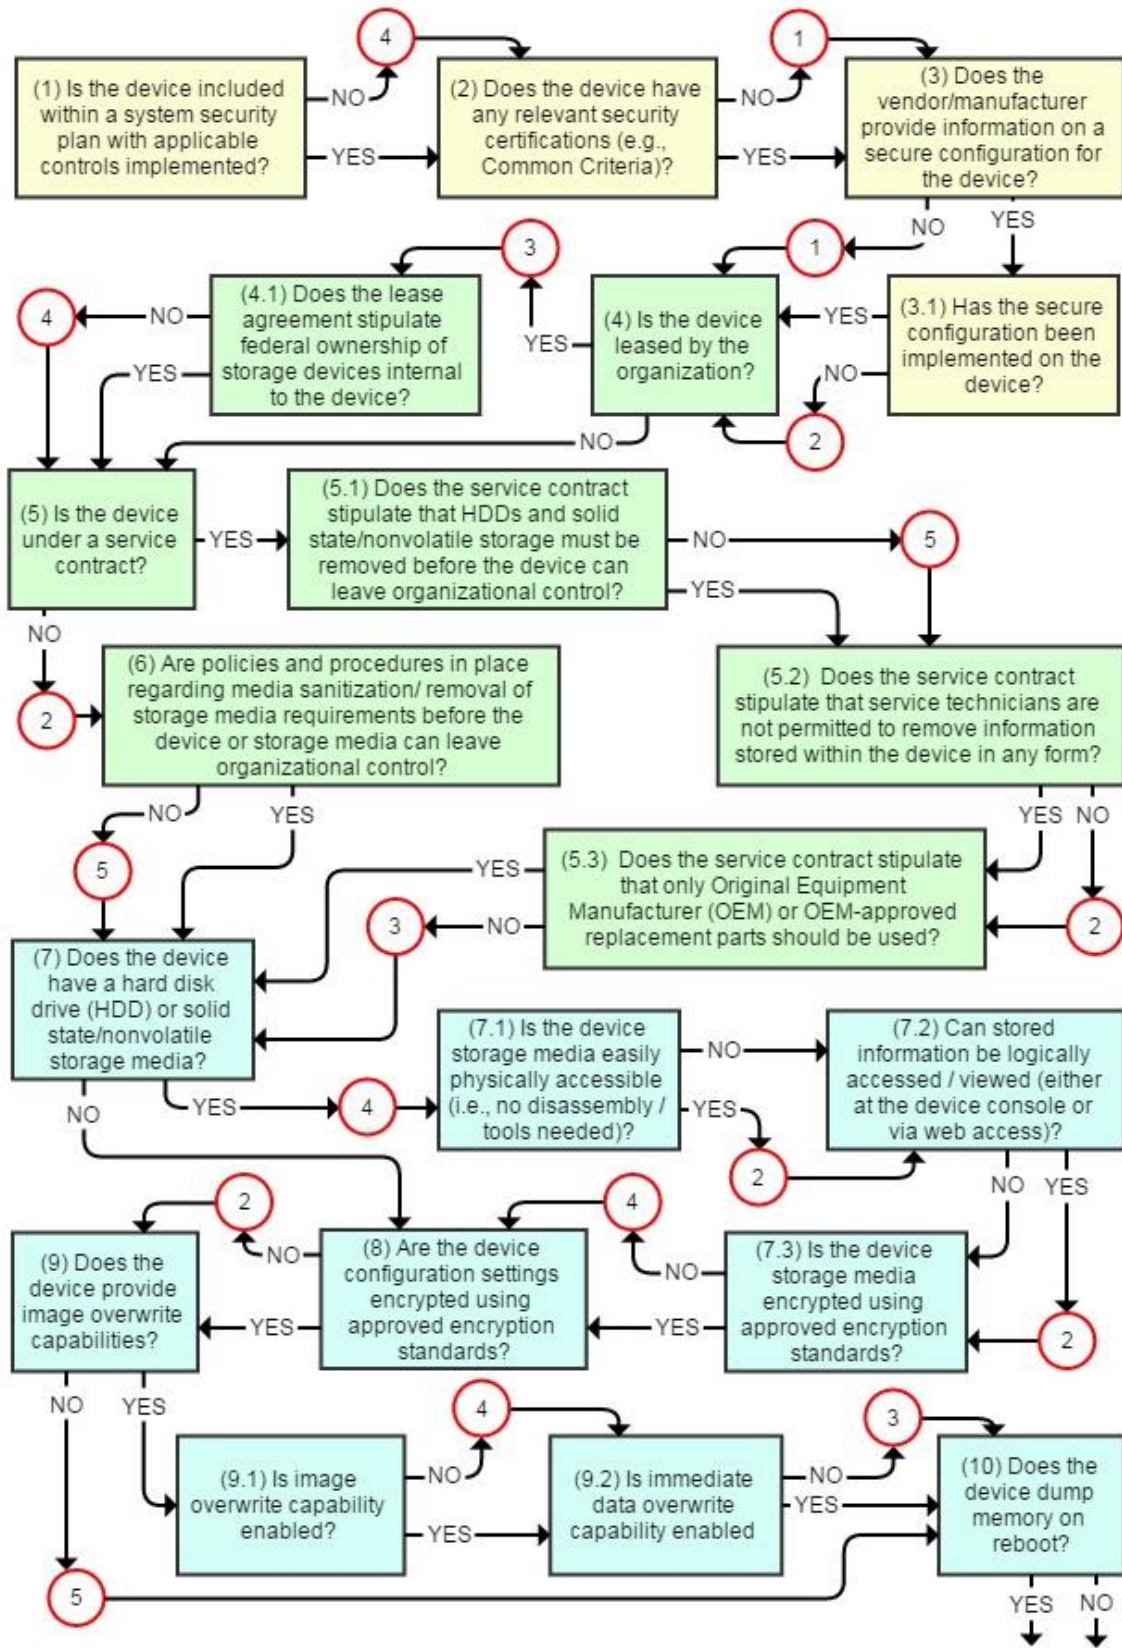 4
1
(1) Is the device included
within a system security
plan with applicable
controls implemented?
NO
YES
(2) Does the device have
any relevant security
certifications (e.g.,
Common Criteria)?
NO
YES
(3) Does the
vendor/manufacturer
provide information on a
secure configuration for
the device?
NO
YES
1
3
4
(4.1) Does the lease
agreement stipulate
federal ownership of
storage devices internal
to the device?
NO
YES
(4) Is the device
leased by the
organization?
YES
NO
(3.1) Has the secure
configuration been
implemented on the
device?
YES
NO
2
(5) Is the device
under a service
contract?
YES
NO
(5.1) Does the service contract
stipulate that HDDs and solid
state/nonvolatile storage must be
removed before the device can
leave organizational control?
NO
YES
5
2
(6) Are policies and procedures in place
regarding media sanitization/ removal of
storage media requirements before the
device or storage media can leave
organizational control?
NO
YES
(5.2) Does the service contract
stipulate that service technicians are
not permitted to remove information
stored within the device in any form?
YES
NO
5
(5.3) Does the service contract stipulate
that only Original Equipment
Manufacturer (OEM) or OEM-approved
replacement parts should be used?
YES
NO
3
2
(7) Does the device
have a hard disk
drive (HDD) or solid
state/nonvolatile
storage media?
NO
YES
4
(7.1) Is the device
storage media easily
physically accessible
(i.e., no disassembly /
tools needed)?
NO
YES
2
(7.2) Can stored
information be logically
accessed / viewed (either
at the device console or
via web access)?
NO
YES
2
4
2
(9) Does the
device provide
image overwrite
capabilities?
NO
YES
(8) Are the device
configuration settings
encrypted using
approved encryption
standards?
NO
YES
(7.3) Is the device
storage media
encrypted using
approved encryption
standards?
NO
YES
2
4
3
(9.1) Is image
overwrite capability
enabled?
NO
YES
(9.2) Is immediate
data overwrite
capability enabled
NO
YES
(10) Does the
device dump
memory on
reboot?
5
YES
NO